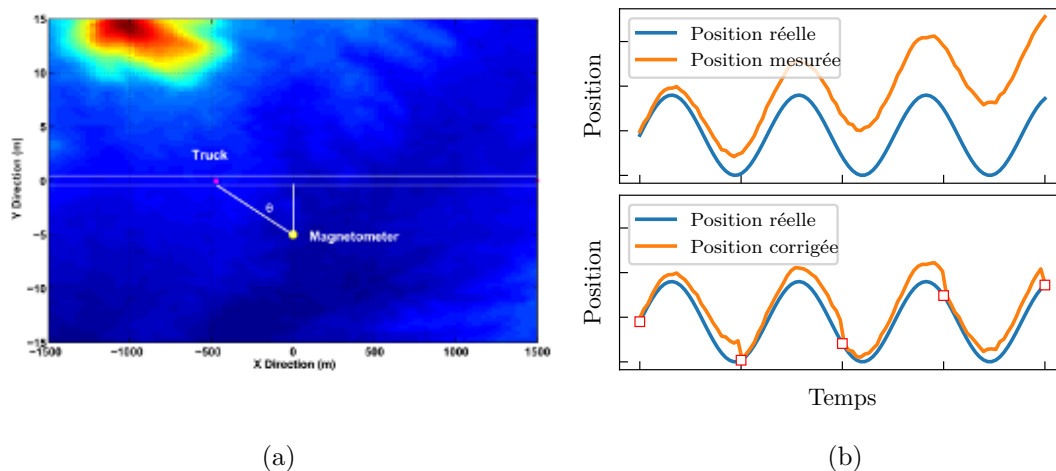 15
10
5
0
−5
−10
−15
Y Direction (m)
Truck
θ
Magnetometer
−1500
−1000
−500
0
500
1000
1500
X Direction (m)
(a)
Position réelle
Position mesurée
Position
Position réelle
Position corrigée
Position
Temps
(b)